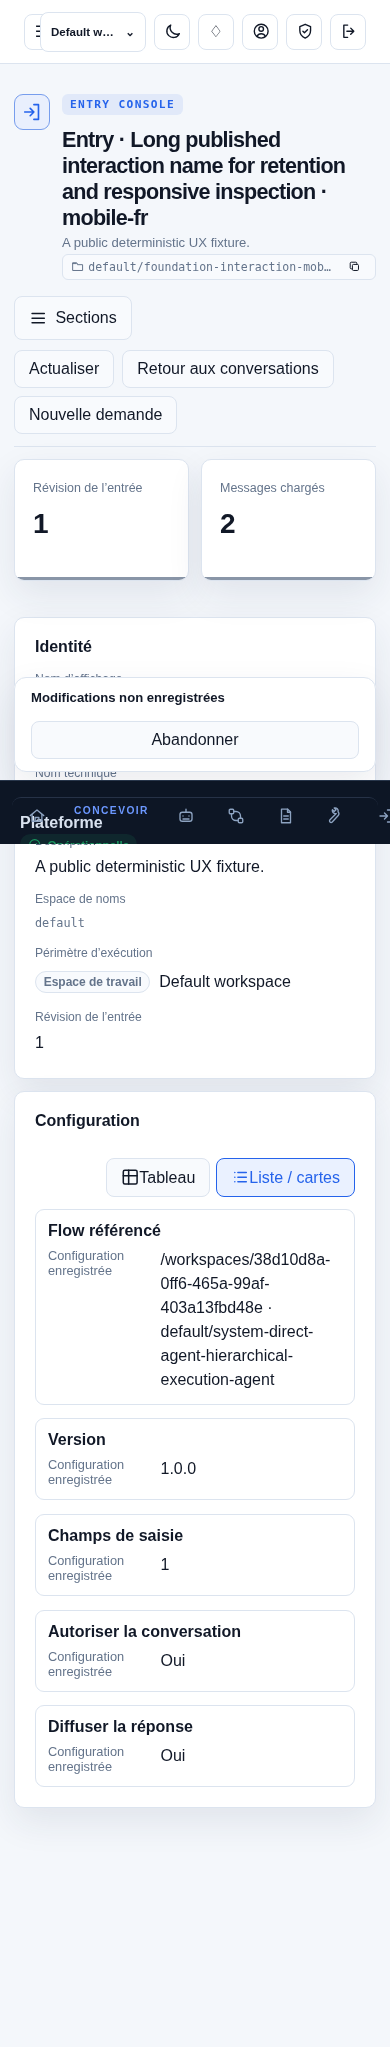 Default w… ⌄
ENTRY CONSOLE
Entry · Long published
interaction name for retention
and responsive inspection ·
mobile-fr
A public deterministic UX fixture.
default/foundation-interaction-mob…
Sections
Actualiser
Retour aux conversations
Nouvelle demande
Révision de l’entrée
1
Messages chargés
2
Identité
Nom d’affichage
Modifications non enregistrées
Abandonner
Nom technique
CONCEVOIR
Plateforme
Opérationnelle
A public deterministic UX fixture.
Espace de noms
default
Périmètre d’exécution
Espace de travail Default workspace
Révision de l’entrée
1
Configuration
Tableau
Liste / cartes
Flow référencé
Configuration
enregistrée
/workspaces/38d10d8a-
0ff6-465a-99af-
403a13fbd48e ·
default/system-direct-
agent-hierarchical-
execution-agent
Version
Configuration
enregistrée
1.0.0
Champs de saisie
Configuration
enregistrée
1
Autoriser la conversation
Configuration
enregistrée
Oui
Diffuser la réponse
Configuration
enregistrée
Oui